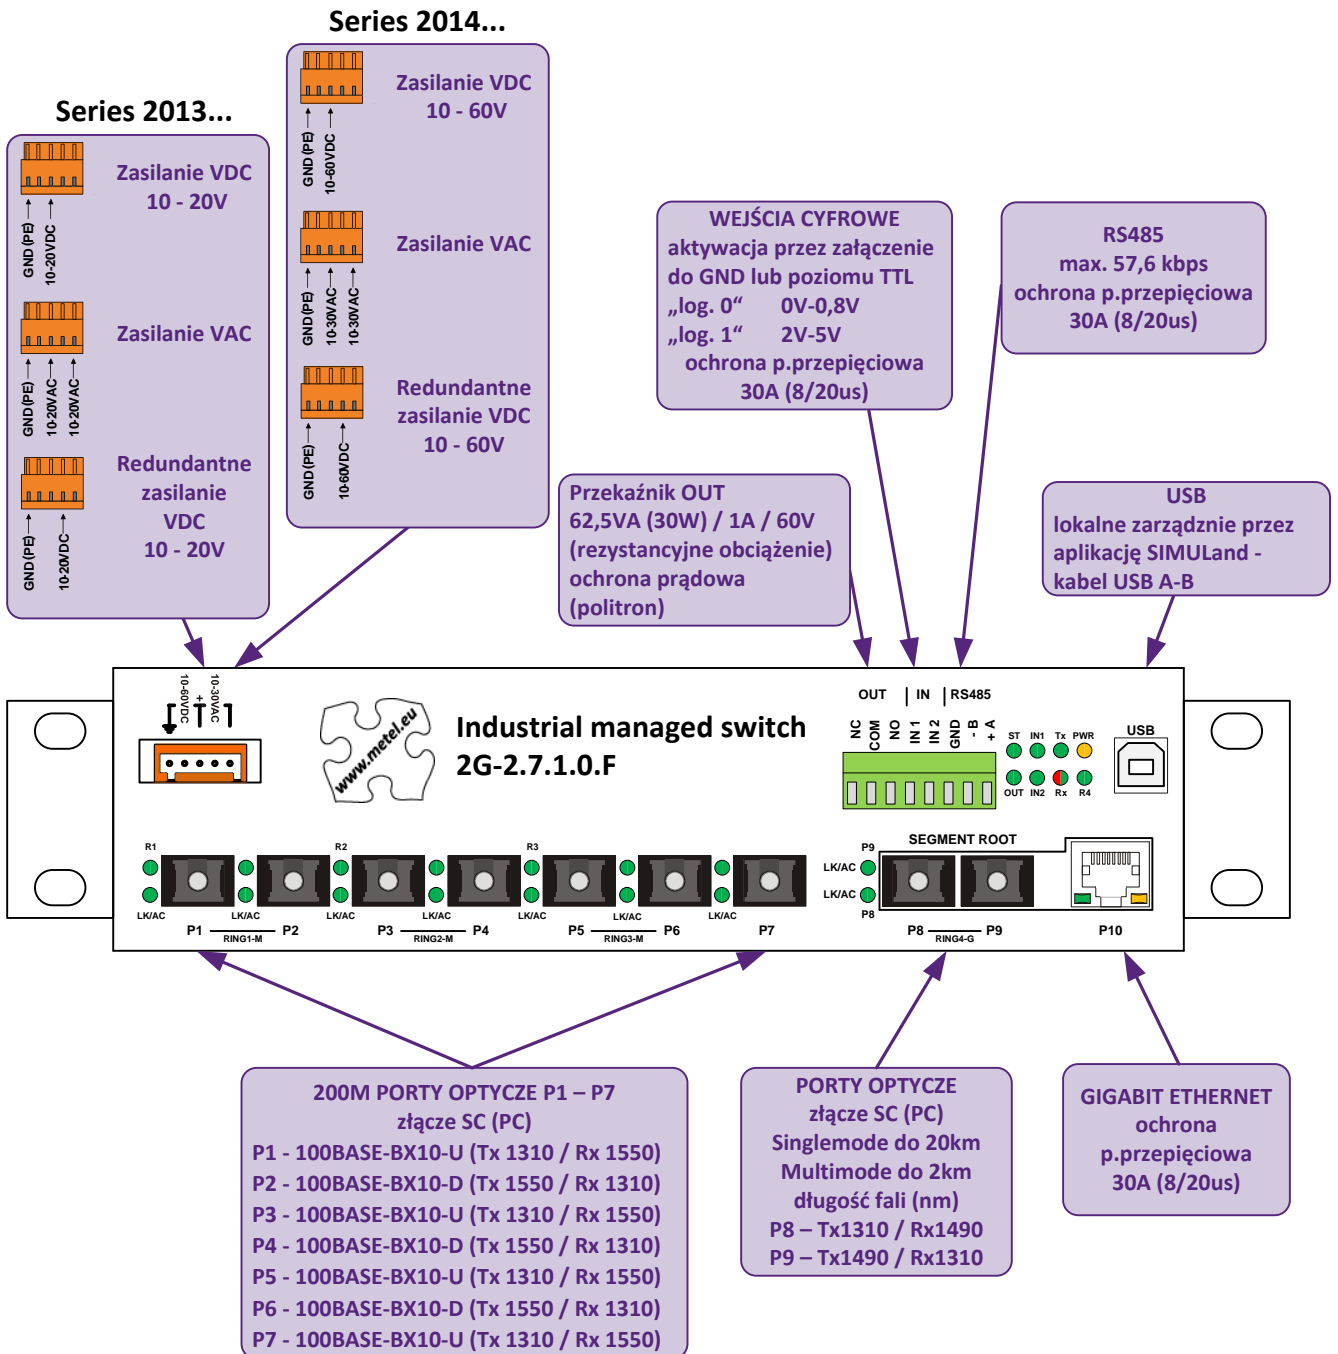 Series 2014...
Zasilanie VDC
10 - 60V
GND (PE)
10-60VDC
Zasilanie VAC
GND (PE)
10-30VAC
10-30VAC
Redundantne
zasilanie VDC
10 - 60V
GND (PE)
10-60VDC
Series 2013...
Zasilanie VDC
10 - 20V
GND (PE)
10-20VDC
Zasilanie VAC
GND (PE)
10-20VAC
10-20VAC
Redundantne
zasilanie
VDC
10 - 20V
GND (PE)
10-20VDC
WEJŚCIA CYFROWE
aktywacja przez załączenie
do GND lub poziomu TTL
„log. 0“ 0V-0,8V
„log. 1“ 2V-5V
ochrona p.przepięciowa
30A (8/20us)
RS485
max. 57,6 kbps
ochrona p.przepięciowa
30A (8/20us)
Przekaźnik OUT
62,5VA (30W) / 1A / 60V
(rezystancyjne obciążenie)
ochrona prądowa
(politron)
USB
lokalne zarządznie przez
aplikację SIMULand -
kabel USB A-B
10-60VDC
+
10-30VAC
www.metel.eu
Industrial managed switch
2G-2.7.1.0.F
OUT | IN | RS485
NC
COM
NO
IN 1
IN 2
GND
- B
+ A
ST IN1 Tx PWR
OUT IN2 Rx R4
USB
R1
R2
R3
LK/AC LK/AC LK/AC LK/AC LK/AC LK/AC LK/AC
P1 P2 P3 P4 P5 P6 P7
RING1-M RING2-M RING3-M
P9
LK/AC
LK/AC
P8
SEGMENT ROOT
P8 P9 P10
RING4-G
200M PORTY OPTYCZE P1 – P7
złącze SC (PC)
P1 - 100BASE-BX10-U (Tx 1310 / Rx 1550)
P2 - 100BASE-BX10-D (Tx 1550 / Rx 1310)
P3 - 100BASE-BX10-U (Tx 1310 / Rx 1550)
P4 - 100BASE-BX10-D (Tx 1550 / Rx 1310)
P5 - 100BASE-BX10-U (Tx 1310 / Rx 1550)
P6 - 100BASE-BX10-D (Tx 1550 / Rx 1310)
P7 - 100BASE-BX10-U (Tx 1310 / Rx 1550)
PORTY OPTYCZE
złącze SC (PC)
Singlemode do 20km
Multimode do 2km
długość fali (nm)
P8 – Tx1310 / Rx1490
P9 – Tx1490 / Rx1310
GIGABIT ETHERNET
ochrona
p.przepięciowa
30A (8/20us)